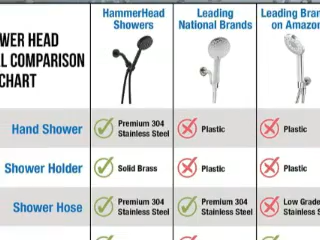 HammerHead Showers
Leading National Brands
Leading Bran
on Amazon
WER HEAD
L COMPARISON
CHART
Hand Shower
Premium 304
Stainless Steel
Plastic
Plastic
Shower Holder
Solid Brass
Plastic
Plastic
Shower Hose
Premium 304
Stainless Steel
Premium 304
Stainless Steel
Low Grade
Stainless S